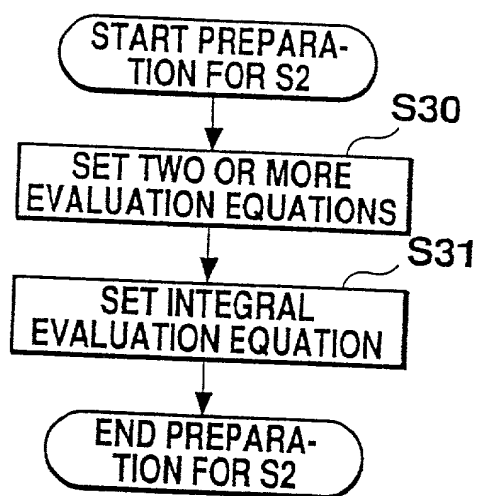 START PREPARA-
TION FOR S2
S30
SET TWO OR MORE
EVALUATION EQUATIONS
S31
SET INTEGRAL
EVALUATION EQUATION
END PREPARA-
TION FOR S2